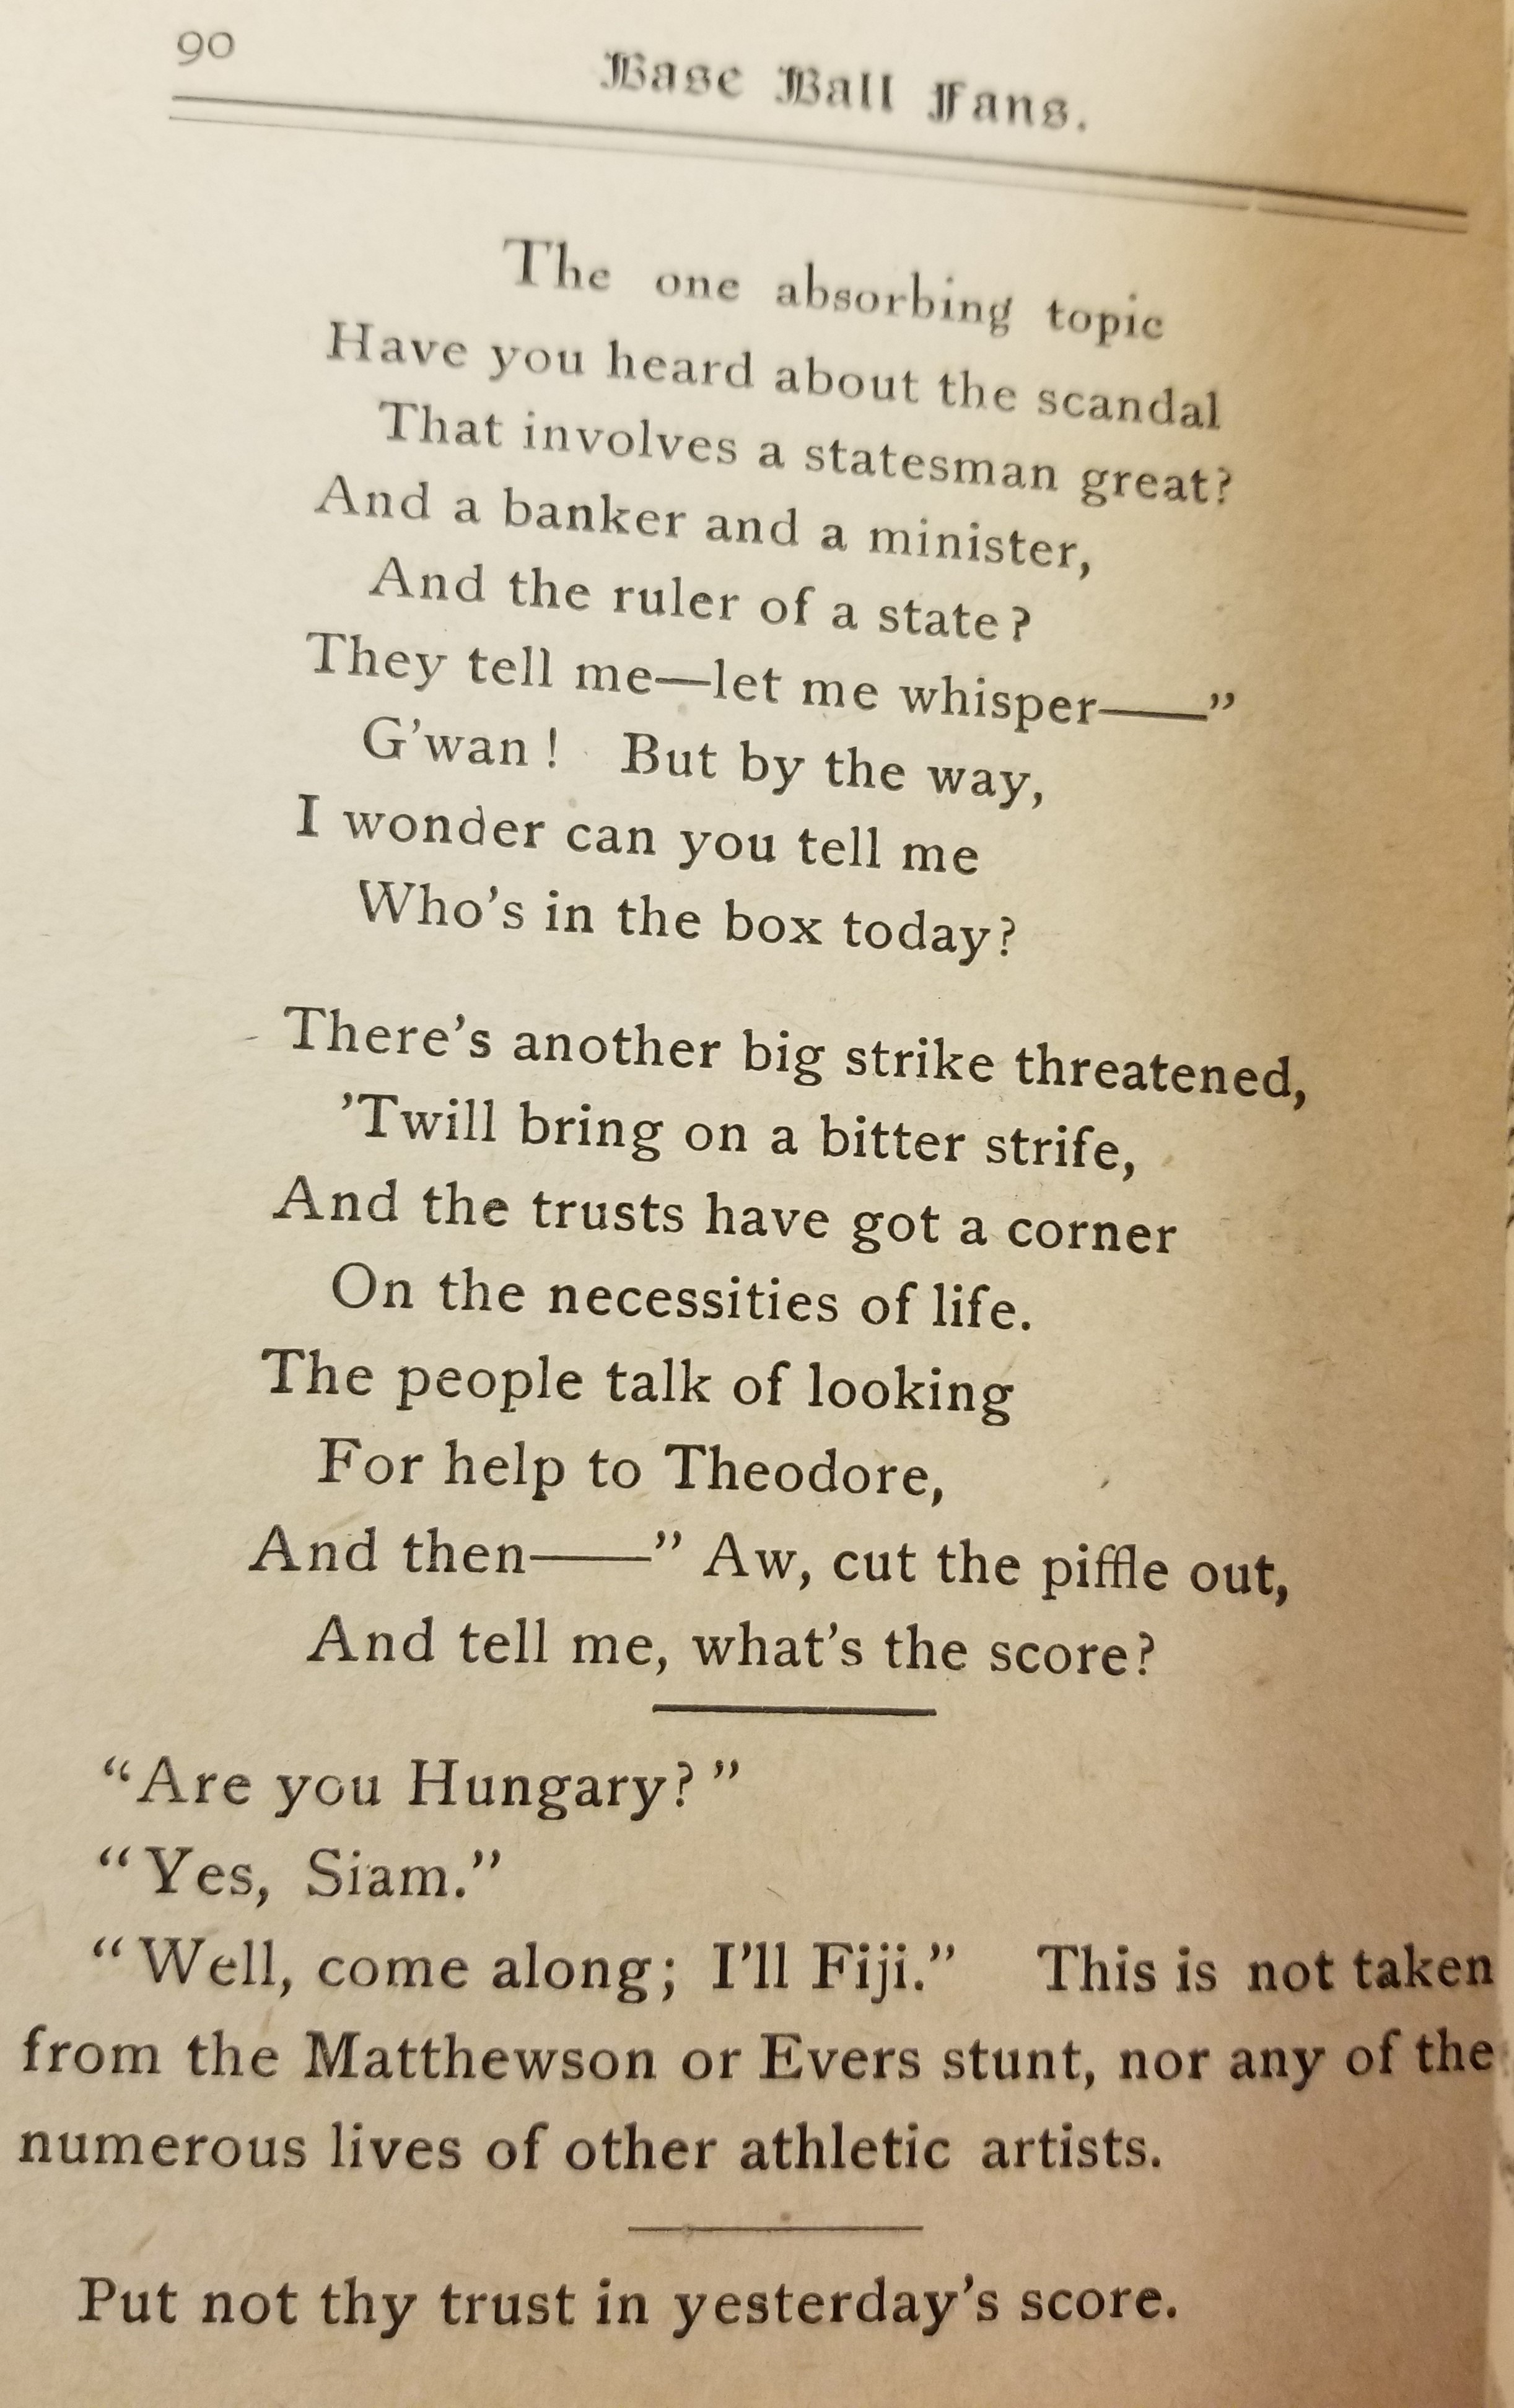 90
Base Ball Fans.
The one absorbing topic
Have you heard about the scandal
That involves a statesman great?
And a banker and a minister,
And the ruler of a state?
They tell me—let me whisper——”
G’wan! But by the way,
I wonder can you tell me
Who’s in the box today?
There’s another big strike threatened,
’Twill bring on a bitter strife,
And the trusts have got a corner
On the necessities of life.
The people talk of looking
For help to Theodore,
And then——” Aw, cut the piffle out,
And tell me, what’s the score?
“Are you Hungary?”
“Yes, Siam.”
“Well, come along; I’ll Fiji.” This is not taken
from the Matthewson or Evers stunt, nor any of the
numerous lives of other athletic artists.
Put not thy trust in yesterday’s score.